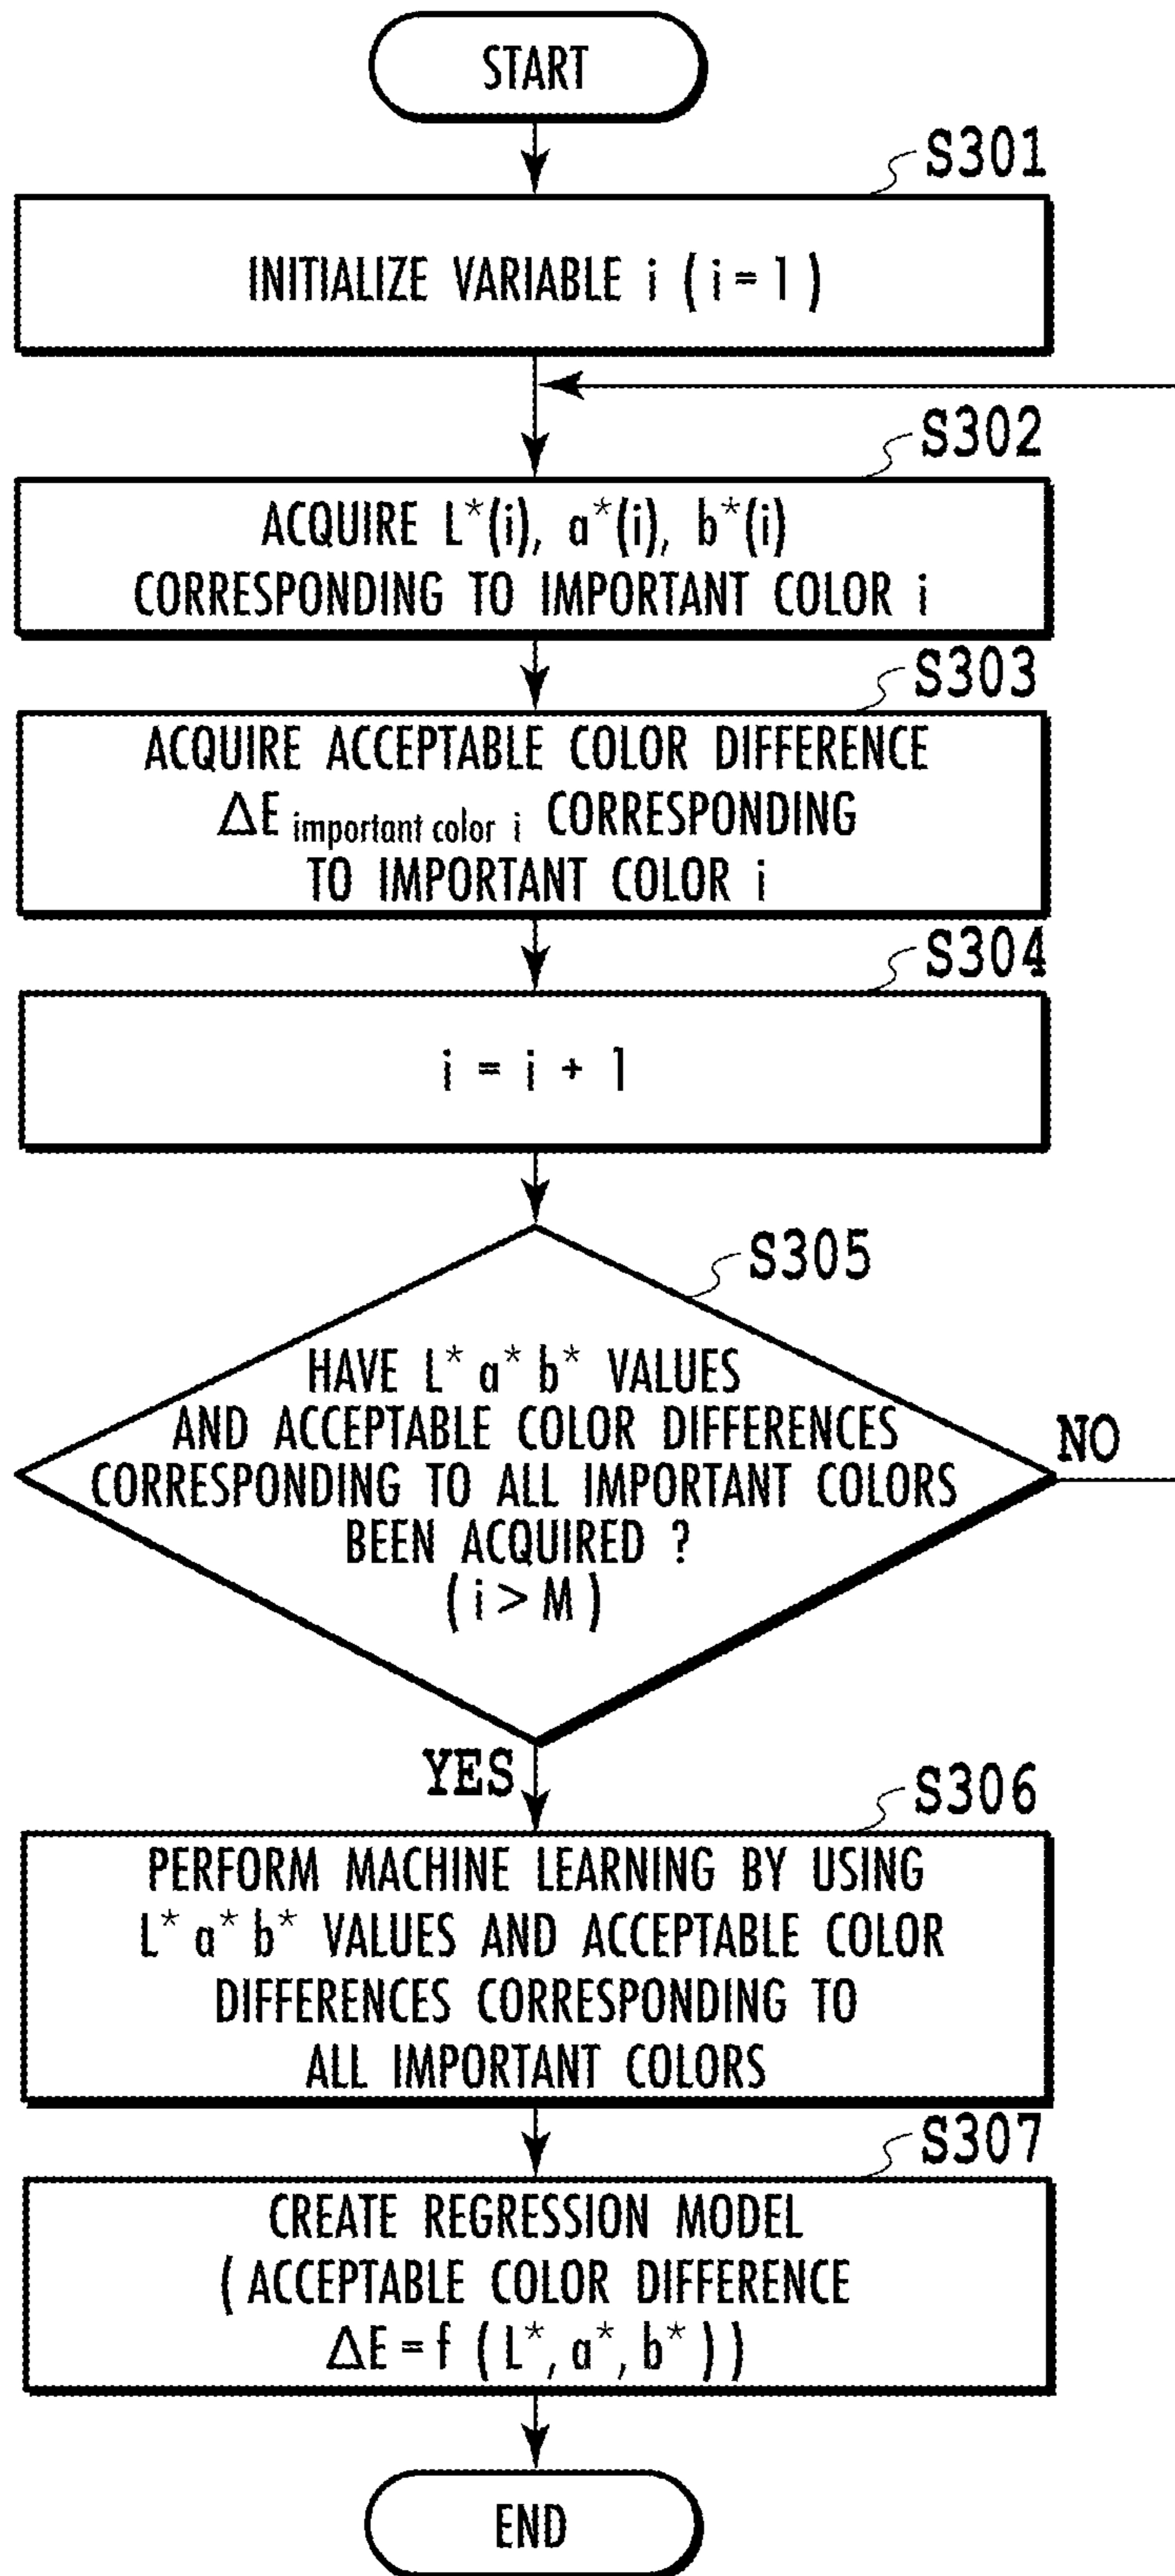 START
S301
INITIALIZE VARIABLE i ( i = 1 )
S302
ACQUIRE L*(i), a*(i), b*(i)
CORRESPONDING TO IMPORTANT COLOR i
S303
ACQUIRE ACCEPTABLE COLOR DIFFERENCE
ΔE important color i CORRESPONDING
TO IMPORTANT COLOR i
S304
i = i + 1
S305
HAVE L* a* b* VALUES
AND ACCEPTABLE COLOR DIFFERENCES
CORRESPONDING TO ALL IMPORTANT COLORS
BEEN ACQUIRED ?
( i > M )
NO
YES
S306
PERFORM MACHINE LEARNING BY USING
L* a* b* VALUES AND ACCEPTABLE COLOR
DIFFERENCES CORRESPONDING TO
ALL IMPORTANT COLORS
S307
CREATE REGRESSION MODEL
( ACCEPTABLE COLOR DIFFERENCE
ΔE = f ( L*, a*, b* ) )
END